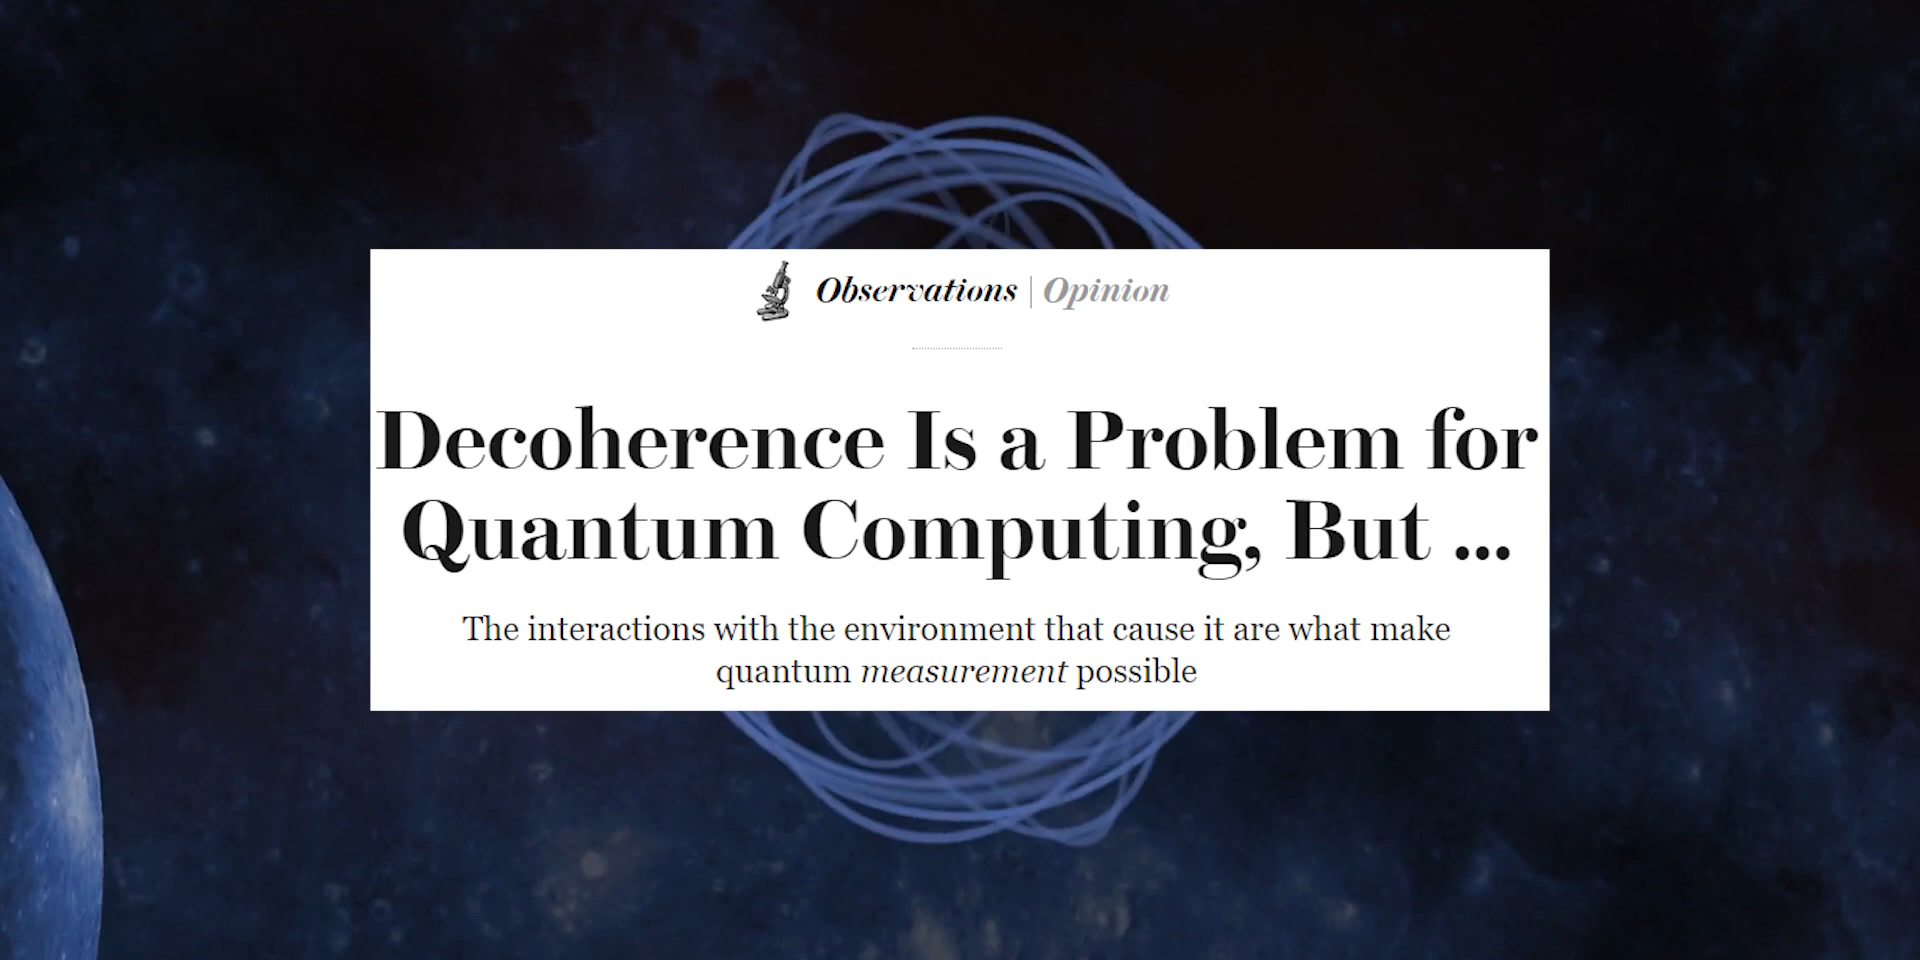 Observations | Opinion
Decoherence Is a Problem for
Quantum Computing, But ...
The interactions with the environment that cause it are what make
quantum measurement possible